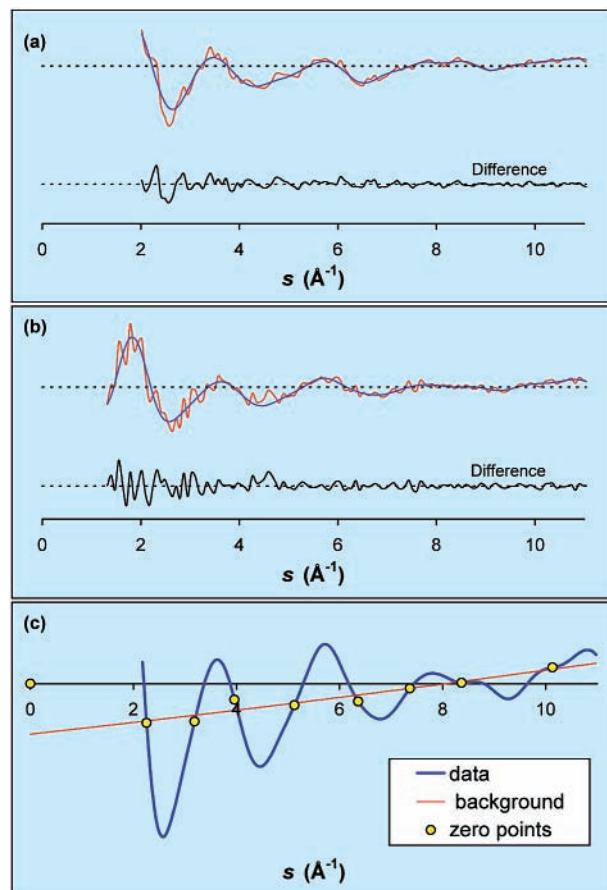 (a)
Difference
0 2 4 6 8 10
s (Å⁻¹)
(b)
Difference
0 2 4 6 8 10
s (Å⁻¹)
(c)
0 2 4 6 8 10
data
background
zero points
s (Å⁻¹)